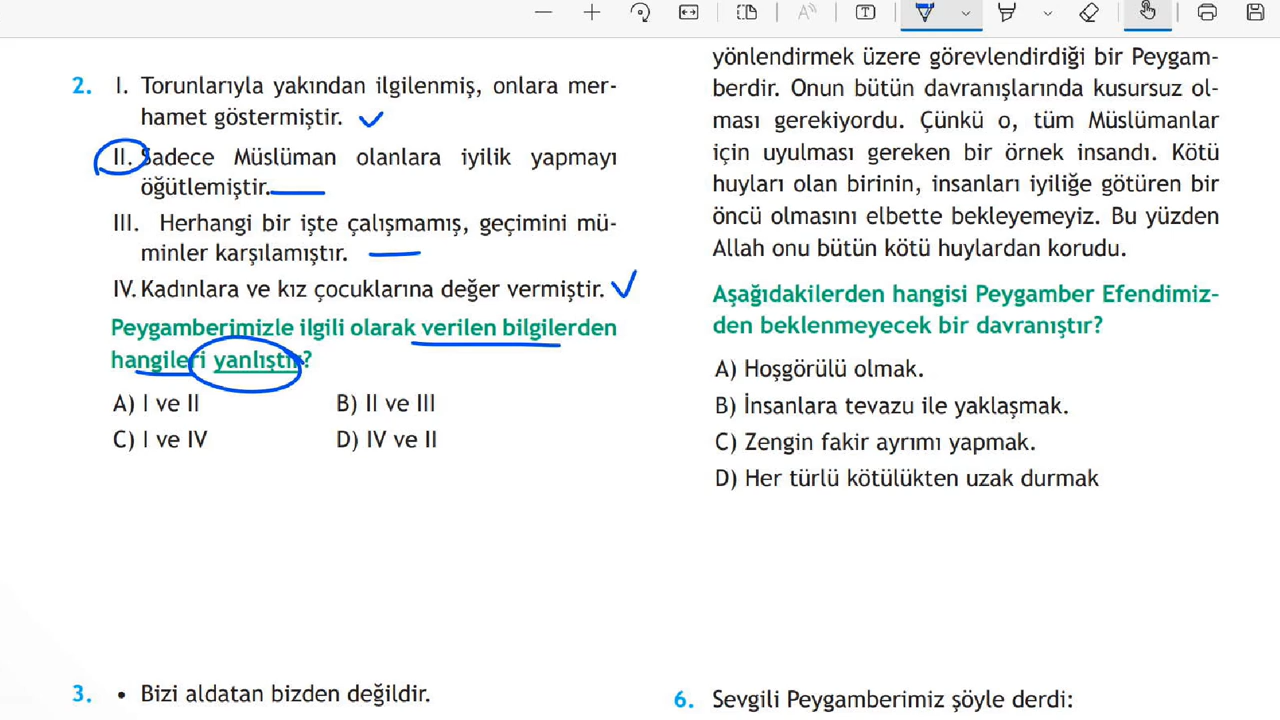 2. I. Torunlarıyla yakından ilgilenmiş, onlara mer-
hamet göstermiştir.
II. Sadece Müslüman olanlara iyilik yapmayı
öğütlemiştir.
III. Herhangi bir işte çalışmamış, geçimini mü-
minler karşılamıştır.
IV. Kadınlara ve kız çocuklarına değer vermiştir.
Peygamberimizle ilgili olarak verilen bilgilerden
hangileri yanlıştır?
A) I ve II
B) II ve III
C) I ve IV
D) IV ve II
3. • Bizi aldatan bizden değildir.
yönlendirmek üzere görevlendirdiği bir Peygam-
berdir. Onun bütün davranışlarında kusursuz ol-
ması gerekiyordu. Çünkü o, tüm Müslümanlar
için uyulması gereken bir örnek insandı. Kötü
huyları olan birinin, insanları iyiliğe götüren bir
öncü olmasını elbette bekleyemeyiz. Bu yüzden
Allah onu bütün kötü huylardan korudu.
Aşağıdakilerden hangisi Peygamber Efendimiz-
den beklenmeyecek bir davranıştır?
A) Hoşgörülü olmak.
B) İnsanlara tevazu ile yaklaşmak.
C) Zengin fakir ayrımı yapmak.
D) Her türlü kötülükten uzak durmak
6. Sevgili Peygamberimiz şöyle derdi: